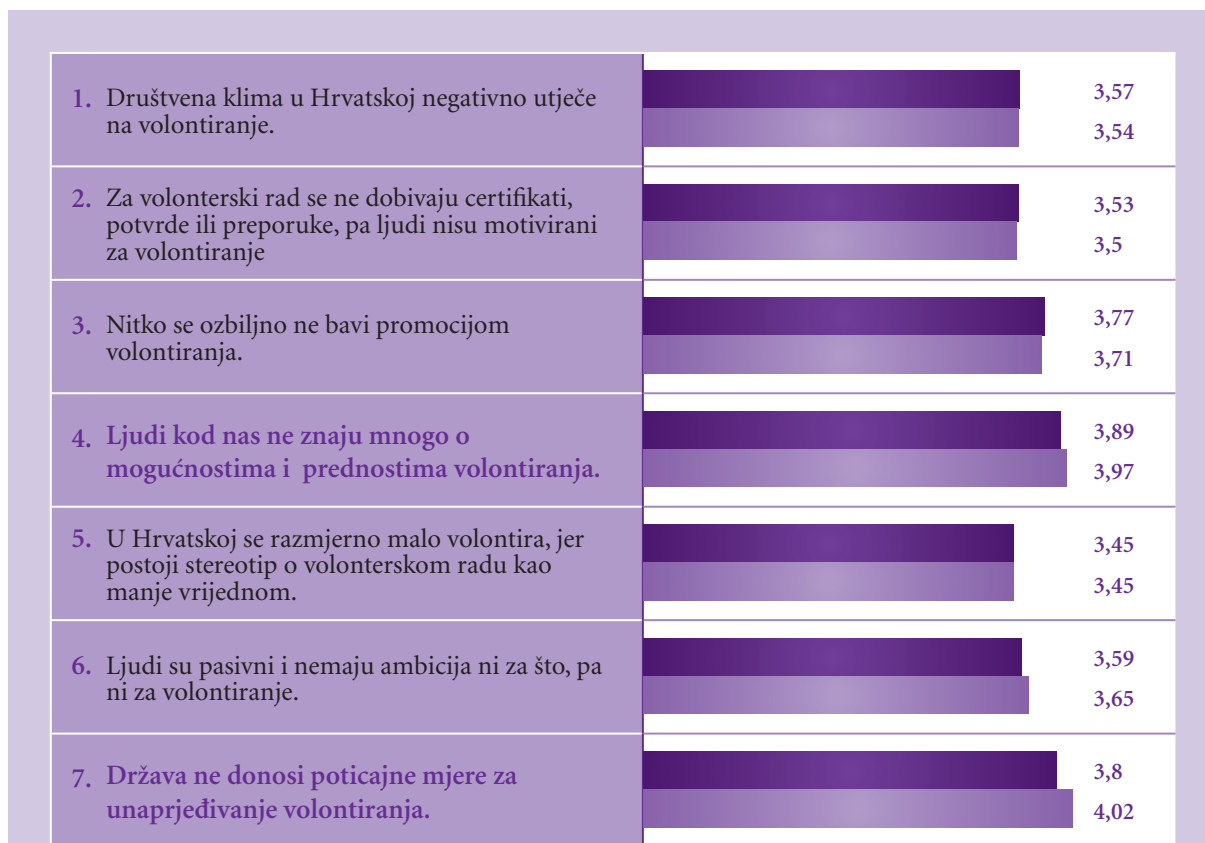 1. Društvena klima u Hrvatskoj negativno utječe
na volontiranje.
3,57
3,54
2. Za volonterski rad se ne dobivaju certifikati,
potvrde ili preporuke, pa ljudi nisu motivirani
za volontiranje
3,53
3,5
3. Nitko se ozbiljno ne bavi promocijom
volontiranja.
3,77
3,71
4. Ljudi kod nas ne znaju mnogo o
mogućnostima i prednostima volontiranja.
3,89
3,97
5. U Hrvatskoj se razmjerno malo volontira, jer
postoji stereotip o volonterskom radu kao
manje vrijednom.
3,45
3,45
6. Ljudi su pasivni i nemaju ambicija ni za što, pa
ni za volontiranje.
3,59
3,65
7. Država ne donosi poticajne mjere za
unaprjeđivanje volontiranja.
3,8
4,02